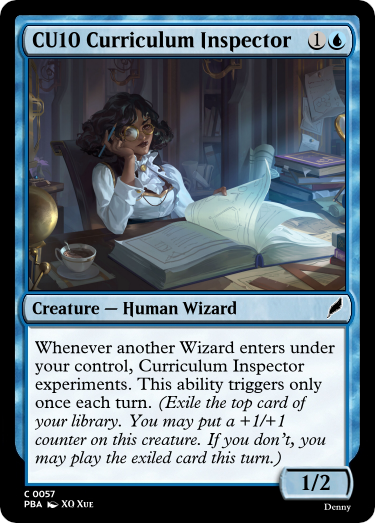 CU10 Curriculum Inspector 1
Creature — Human Wizard
Whenever another Wizard enters under
your control, Curriculum Inspector
experiments. This ability triggers only
once each turn. (Exile the top card of
your library. You may put a +1/+1
counter on this creature. If you don't, you
may play the exiled card this turn.)
1/2
C 0057
PBA XO XUE
Denny